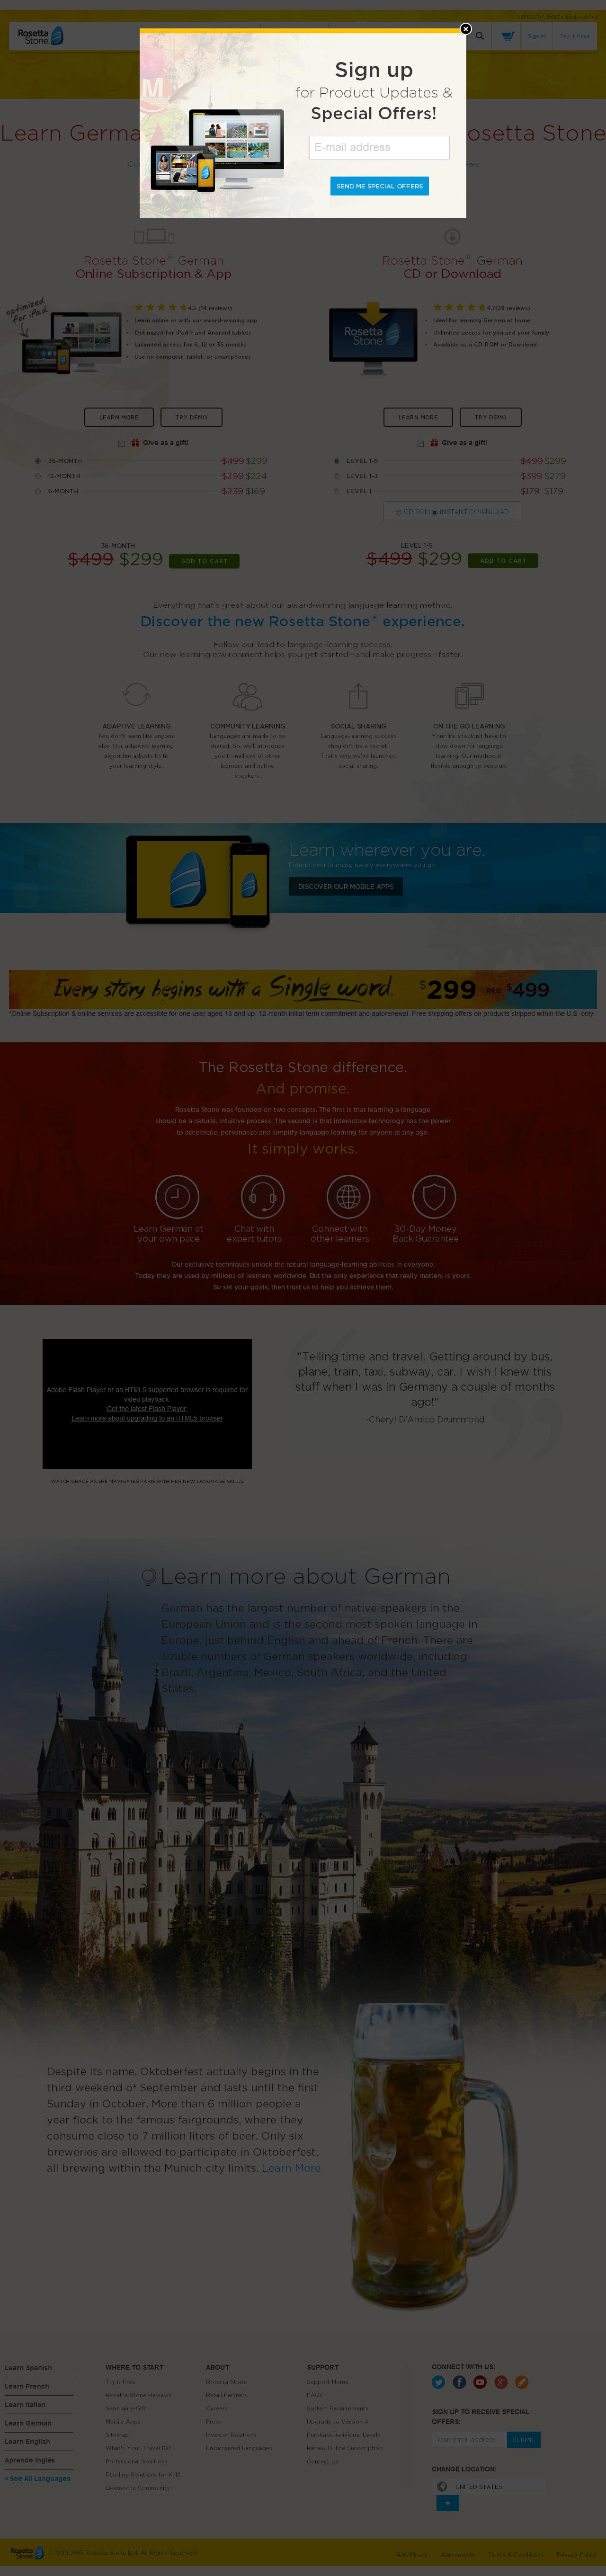 Rosetta Stone
Sign in
Try it Free
Sign up
for Product Updates &
Special Offers!
E-mail address
SEND ME SPECIAL OFFERS
Learn Germa
Rosetta Stone
Rosetta Stone® German
Online Subscription & App
optimized for iPad
4.5 (14 reviews)
• Learn online or with our award-winning app
• Optimized for iPad® and Android tablets
• Unlimited access for 6, 12 or 36 months
• Use on computer, tablet, or smartphones
LEARN MORE
TRY DEMO
Give as a gift!
36-MONTH $499 $299
12-MONTH $299 $224
6-MONTH $239 $169
36-MONTH
$499 $299 ADD TO CART
Rosetta Stone® German
CD or Download
Rosetta Stone
4.7 (29 reviews)
• Ideal for learning German at home
• Unlimited access for you and your family
• Available as a CD-ROM or Download
LEARN MORE
TRY DEMO
Give as a gift!
LEVEL 1-5 $499 $299
LEVEL 1-3 $399 $279
LEVEL 1 $179 $179
CD ROM INSTANT DOWNLOAD
LEVEL 1-5
$499 $299 ADD TO CART
Everything that's great about our award-winning language learning method.
Discover the new Rosetta Stone® experience.
Follow our lead to language-learning success.
Our new learning environment helps you get started—and make progress—faster.
ADAPTIVE LEARNING
You don't learn like anyone
else. Our adaptive learning
algorithm adjusts to fit
your learning style.
COMMUNITY LEARNING
Languages are made to be
shared. So, we'll introduce
you to millions of other
learners and native
speakers.
SOCIAL SHARING
Language-learning success
shouldn't be a secret.
That's why we've launched
social sharing.
ON THE GO LEARNING
Your life shouldn't have to
slow down for language
learning. Our method is
flexible enough to keep up.
Learn wherever you are.
Extend your learning nearly everywhere you go.
DISCOVER OUR MOBILE APPS
Every story begins with a Single word. $299 REG $499
*Online Subscription & online services are accessible for one user aged 13 and up. 12-month initial term commitment and autorenewal. Free shipping offers on products shipped within the U.S. only.
The Rosetta Stone difference.
And promise.
Rosetta Stone was founded on two concepts. The first is that learning a language
should be a natural, intuitive process. The second is that interactive technology has the power
to accelerate, personalize and simplify language learning for anyone at any age.
It simply works.
Learn German at
your own pace
Chat with
expert tutors
Connect with
other learners
30-Day Money
Back Guarantee
Our exclusive techniques unlock the natural language-learning abilities in everyone.
Today they are used by millions of learners worldwide. But the only experience that really matters is yours.
So set your goals, then trust us to help you achieve them.
Adobe Flash Player or an HTML5 supported browser is required for
video playback.
Get the latest Flash Player
Learn more about upgrading to an HTML5 browser
WATCH GRACE AS SHE NAVIGATES PARIS WITH HER NEW LANGUAGE SKILLS.
"Telling time and travel. Getting around by bus,
plane, train, taxi, subway, car. I wish I knew this
stuff when I was in Germany a couple of months
ago!"
-Cheryl D'Amico Drummond
Learn more about German
German has the largest number of native speakers in the
European Union and is the second most spoken language in
Europe, just behind English and ahead of French. There are
sizable numbers of German speakers worldwide, including
Brazil, Argentina, Mexico, South Africa, and the United
States.
Despite its name, Oktoberfest actually begins in the
third weekend of September and lasts until the first
Sunday in October. More than 6 million people a
year flock to the famous fairgrounds, where they
consume close to 7 million liters of beer. Only six
breweries are allowed to participate in Oktoberfest,
all brewing within the Munich city limits. Learn More
Learn Spanish
Learn French
Learn Italian
Learn German
Learn English
Aprende Inglés
» See All Languages
WHERE TO START
Try it Free
Rosetta Stone Reviews
Send an e-Gift
Mobile Apps
Sitemap
What's Your Travel IQ?
Professional Solutions
Reading Solutions for K-12
Livemocha Community
ABOUT
Rosetta Stone
Retail Partners
Careers
Press
Investor Relations
Endangered Languages
SUPPORT
Support Home
FAQs
System Requirements
Upgrade to Version 4
Purchase Individual Levels
Renew Online Subscription
Contact Us
CONNECT WITH US:
SIGN UP TO RECEIVE SPECIAL
OFFERS:
Your email address SUBMIT
CHANGE LOCATION:
UNITED STATES
Rosetta Stone
Anti-Piracy Agreements Terms & Conditions Privacy Policy